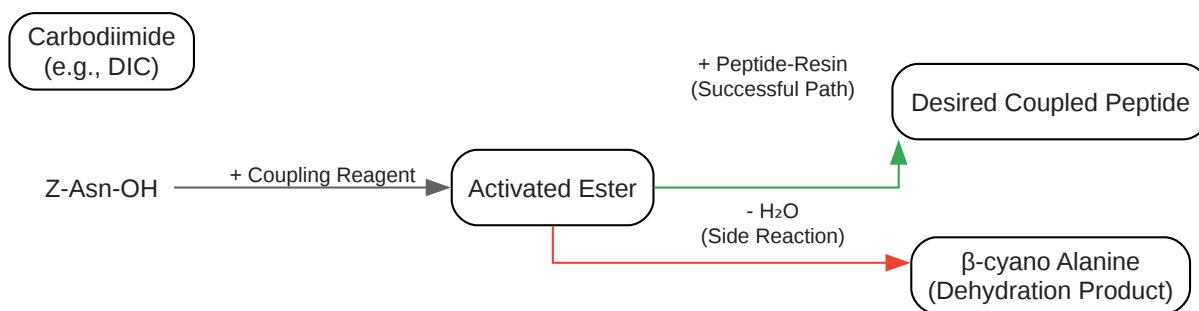 Carbodiimide
(e.g., DIC)
+ Peptide-Resin
(Successful Path)
Desired Coupled Peptide
Z-Asn-OH
+ Coupling Reagent
Activated Ester
- H₂O
(Side Reaction)
β-cyano Alanine
(Dehydration Product)